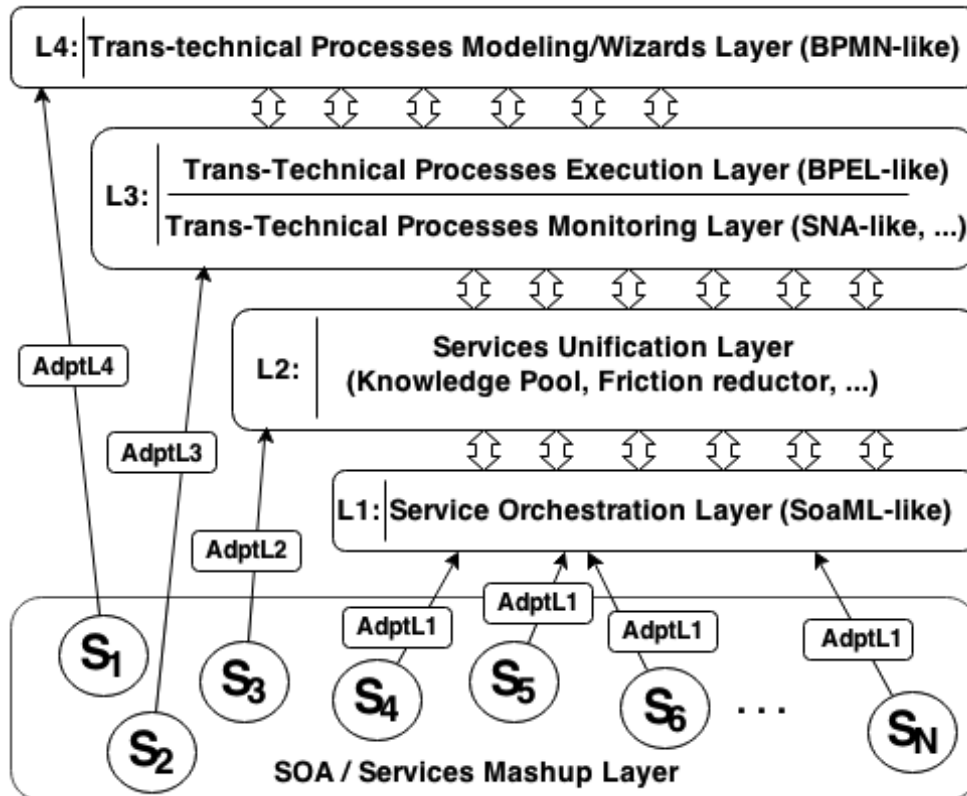 L4: Trans-technical Processes Modeling/Wizards Layer (BPMN-like)
L3:
Trans-Technical Processes Execution Layer (BPEL-like)
Trans-Technical Processes Monitoring Layer (SNA-like, ...)
AdptL4
L2:
Services Unification Layer
(Knowledge Pool, Friction reductor, ...)
AdptL3
L1: Service Orchestration Layer (SoaML-like)
AdptL2
AdptL1
AdptL1
AdptL1
AdptL1
S1
S2
S3
S4
S5
S6
...
SN
SOA / Services Mashup Layer